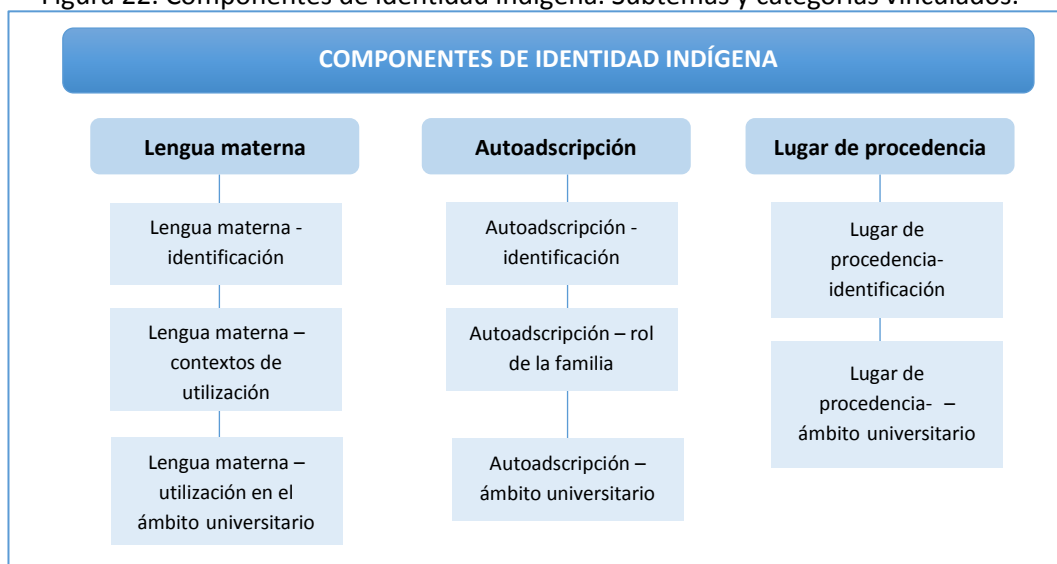 Figura 22. Componentes de identidad indígena. Subtemas y categorías vinculados.
COMPONENTES DE IDENTIDAD INDÍGENA
Lengua materna
Lengua materna -
identificación
Lengua materna –
contextos de
utilización
Lengua materna –
utilización en el
ámbito universitario
Autoadscripción
Autoadscripción -
identificación
Autoadscripción – rol
de la familia
Autoadscripción –
ámbito universitario
Lugar de procedencia
Lugar de
procedencia-
identificación
Lugar de
procedencia- –
ámbito universitario